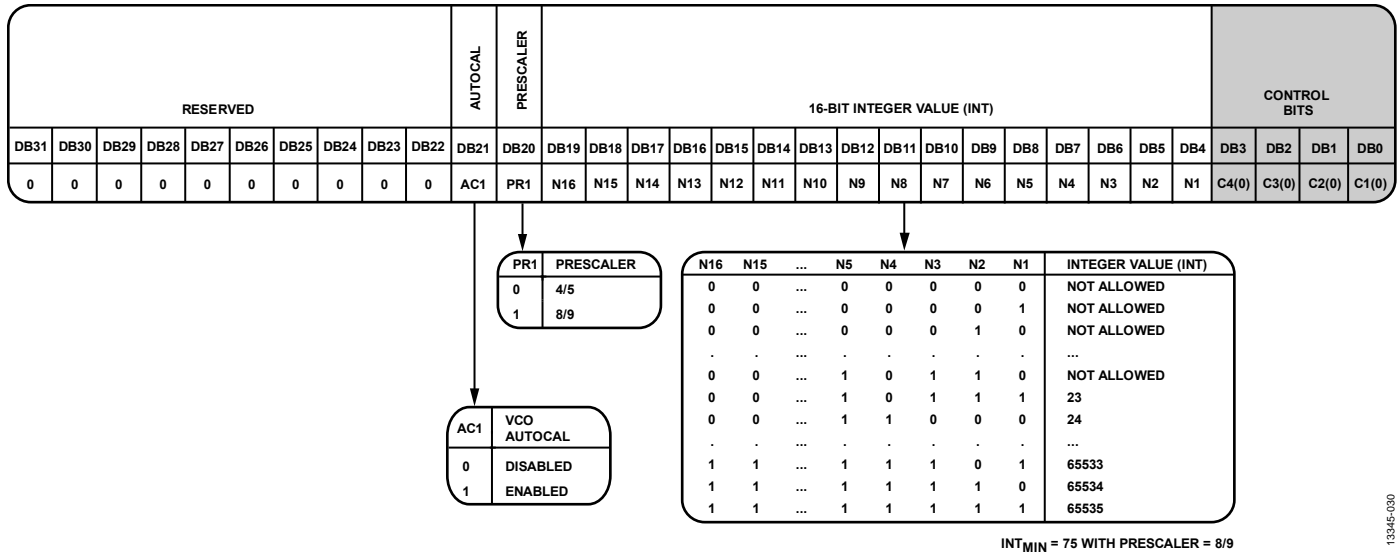 RESERVED AUTOCAL PRESCALER 16-BIT INTEGER VALUE (INT) CONTROL BITS
DB31 DB30 DB29 DB28 DB27 DB26 DB25 DB24 DB23 DB22 DB21 DB20 DB19 DB18 DB17 DB16 DB15 DB14 DB13 DB12 DB11 DB10 DB9 DB8 DB7 DB6 DB5 DB4 DB3 DB2 DB1 DB0
0 0 0 0 0 0 0 0 0 0 AC1 PR1 N16 N15 N14 N13 N12 N11 N10 N9 N8 N7 N6 N5 N4 N3 N2 N1 C4(0) C3(0) C2(0) C1(0)
PR1 PRESCALER
0 4/5
1 8/9
AC1 VCO AUTOCAL
0 DISABLED
1 ENABLED
N16 N15 ... N5 N4 N3 N2 N1 INTEGER VALUE (INT)
0 0 ... 0 0 0 0 0 NOT ALLOWED
0 0 ... 0 0 0 0 1 NOT ALLOWED
0 0 ... 0 0 0 1 0 NOT ALLOWED
. . ... . . . . . ...
0 0 ... 1 0 1 1 0 NOT ALLOWED
0 0 ... 1 0 1 1 1 23
0 0 ... 1 1 0 0 0 24
. . ... . . . . . ...
1 1 ... 1 1 1 0 1 65533
1 1 ... 1 1 1 1 0 65534
1 1 ... 1 1 1 1 1 65535
INTMIN = 75 WITH PRESCALER = 8/9
13345-030